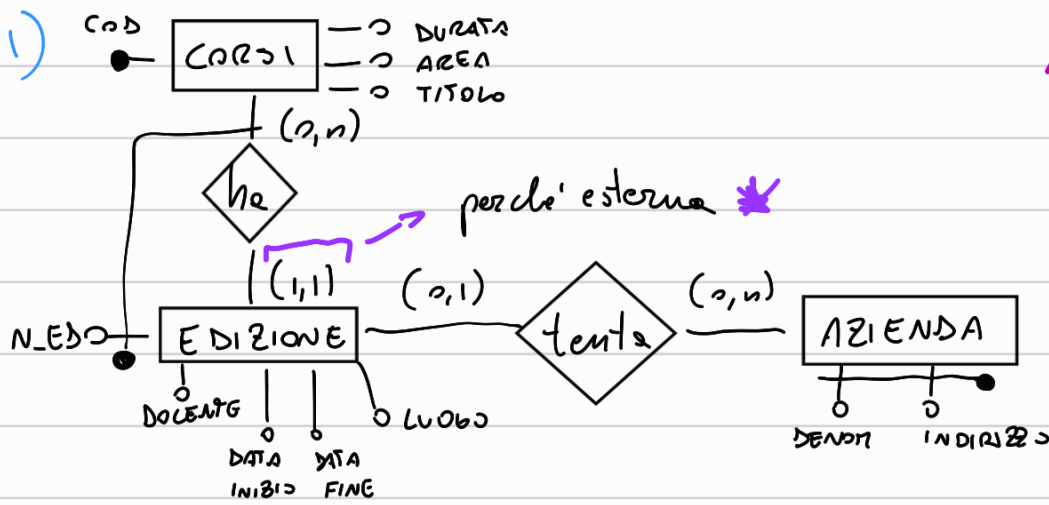 1)
COD
CORSI
DURATA
AREA
TITOLO
(0,n)
ha
perché esterna
(1,1)
(0,1)
(0,n)
N_ED
EDIZIONE
tenta
AZIENDA
DOCENTE
LUOGO
DENOM
INDIRIZZO
DATA
INIZIO
DATA
FINE